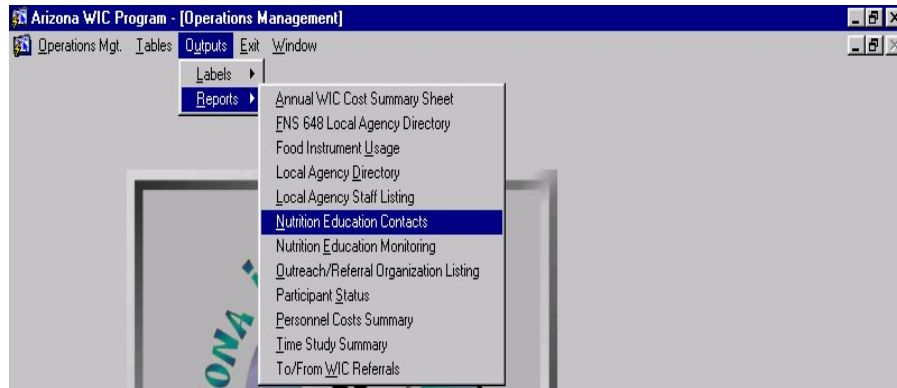 Arizona WIC Program - [Operations Management]
Operations Mgt. Tables Outputs Exit Window
Labels
Reports
Annual WIC Cost Summary Sheet
FNS 648 Local Agency Directory
Food Instrument Usage
Local Agency Directory
Local Agency Staff Listing
Nutrition Education Contacts
Nutrition Education Monitoring
Outreach/Referral Organization Listing
Participant Status
Personnel Costs Summary
Time Study Summary
To/From WIC Referrals
ONA